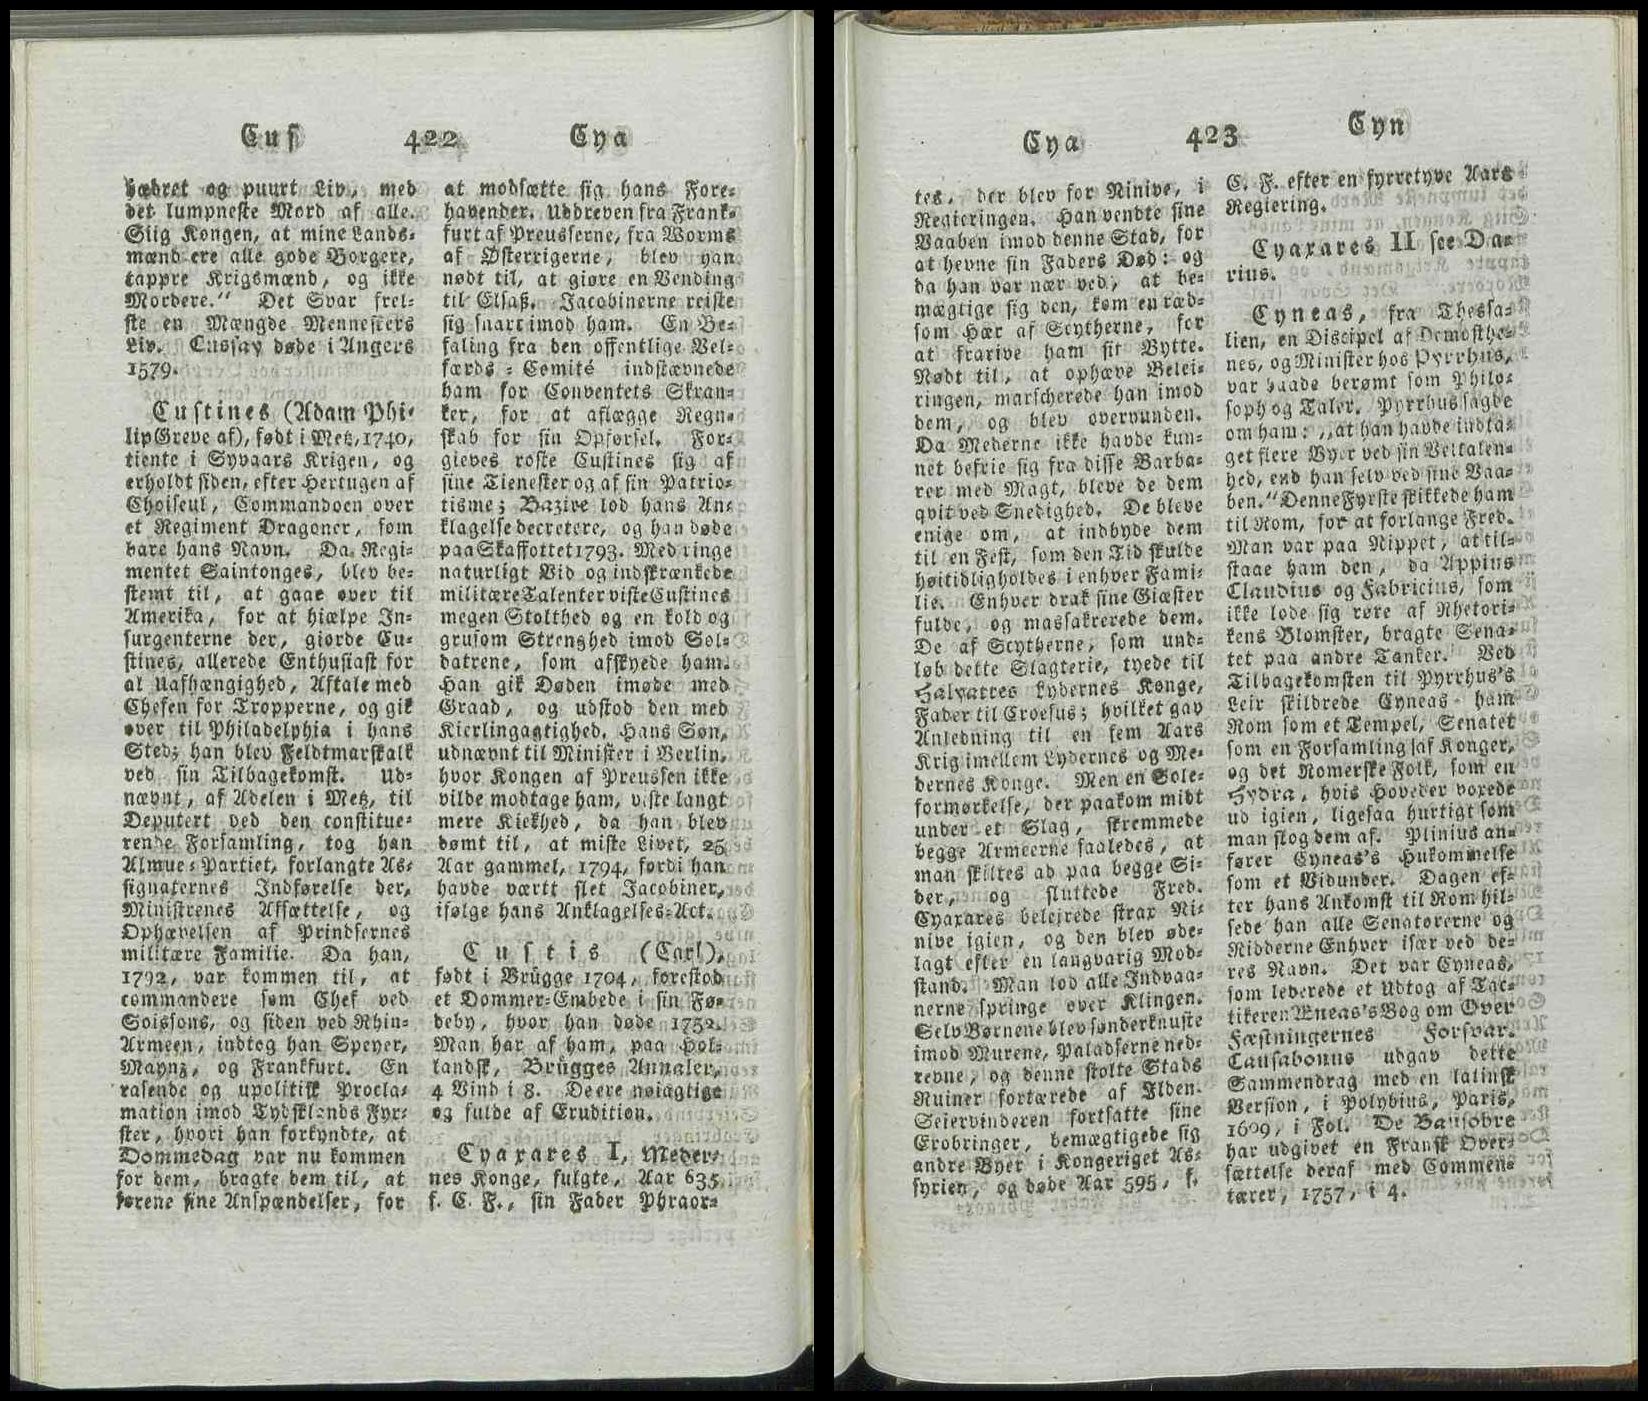 Cus 422 Cya
hædret og puurt Liv, med
det lumpneste Mord af alle.
Siig Kongen, at mine Lands-
mænd ere alle gode Borgere,
tappre Krigsmænd, og ikke
Mordere." Det Svar frel-
ste en Mængde Menneskers
Liv. Cussay døde i Angers
1579.
Custines (Adam Phi-
lip Greve af), født i Metz, 1740,
tiente i Syvaars Krigen, og
erholdt siden, efter Hertugen af
Choiseul, Commandoen over
et Regiment Dragoner, som
bare hans Navn. Da Regi-
mentet Saintonges, blev be-
stemt til, at gaae over til
Amerika, for at hiælpe In-
surgenterne der, giorde Cu-
stines, allerede Enthusiast for
al Uafhængighed, Aftale med
Chefen for Tropperne, og gik
over til Philadelphia i hans
Sted; han blev Feldtmarskalk
ved sin Tilbagekomst. Ud-
nævnt, af Adelen i Metz, til
Deputert ved den constitue-
rende Forsamling, tog han
Almue-Partiet, forlangte As-
signaternes Indførelse der,
Ministrenes Affættelse, og
Ophævelsen af Prindsernes
militære Familie. Da han,
1792, var kommen til, at
commandere som Chef ved
Soissons, og siden ved Rhin-
Armeen, indtog han Speyer,
Maynz, og Frankfurt. En
rasende og upolitisk Procla-
mation imod Tydsklands Fyr-
ster, hvori han forkyndte, at
Dommedag var nu kommen
for dem, bragte dem til, at
forene sine Anspændelser, for
at modsætte sig hans Fore-
havender. Uddreven fra Frank-
furt af Preusserne, fra Worms
af Østerrigerne, blev han
nødt til, at giøre en Vending
til Elsaß. Jacobinerne reiste
sig snart imod ham. En Be-
faling fra den offentlige Vel-
færds-Comité indstævnede
ham for Conventets Skran-
ker, for at aflægge Regn-
skab for sin Opførsel. For-
gieves roste Custines sig af
sine Tienester og af sin Patrio-
tisme; Bazire lod hans An-
klagelse decretere, og han døde
paa Skaffottet 1793. Med ringe
naturligt Vid og indskrænkede
militære Talenter viste Custines
megen Stolthed og en kold og
grusom Strenghed imod Sol-
datrene, som afskyede ham.
Han gik Døden imøde med
Graad, og udstod den med
Kierlingagtighed. Hans Søn,
udnævnt til Minister i Berlin,
hvor Kongen af Preussen ikke
vilde modtage ham, viste langt
mere Kiekhed, da han blev
dømt til, at miste Livet, 25
Aar gammel, 1794, fordi han
havde værtt slet Jacobiner,
isølge hans Anklagelses-Act.
Custis (Carl),
født i Brügge 1704, forestod
et Dommer-Embede i sin Fø-
deby, hvor han døde 1752.
Man har af ham, paa Hol-
landsk, Brügges Annaler,
4 Bind i 8. De ere nøiagtige
og fulde af Erudition.
Cyaxares I, Meder-
nes Konge, fulgte, Aar 635
f. C. F., sin Fader Phraor-
Cya 423 Cyn
tes, der blev for Ninive, i
Regieringen. Han vendte sine
Vaaben imod denne Stad, for
at hevne sin Faders Død: og
da han var nær ved, at be-
mægtige sig den, kom en ræd-
som Hær af Scytherne, for
at frarive ham sit Bytte.
Nødt til, at ophæve Belei-
ringen, marscherede han imod
dem, og blev overvunden.
Da Mederne ikke havde kun-
net befrie sig fra disse Barba-
rer med Magt, bleve de dem
qvit ved Snedighed. De bleve
enige om, at indbyde dem
til en Fest, som den Tid skulde
høitidligholdes i enhver Fami-
lie. Enhver drak sine Giæster
fulde, og massakrerede dem.
De af Scytherne, som und-
løb dette Slagterie, tyede til
Halyattes Lydernes Konge,
Fader til Croesus; hvilket gav
Anledning til en fem Aars
Krig imellem Lydernes og Me-
dernes Konge. Men en Sole-
formørkelse, der paakom midt
under et Slag, skremmede
begge Armeerne saaledes, at
man skiltes ad paa begge Si-
der, og sluttede Fred.
Cyaxares beleirede strax Ni-
nive igien, og den blev øde-
lagt efter en langvarig Mod-
stand. Man lod alle Indvaa-
nerne springe over Klingen.
Selv Børnene blev sønderknuste
imod Murene, Paladserne ned-
revne, og denne stolte Stads
Ruiner fortærede af Ilden.
Seiervinderen fortsatte sine
Erobringer, bemægtigede sig
andre Byer i Kongeriget As-
syrien, og døde Aar 595, f.
C. F. efter en fyrretyve Aars
Regiering.
Cyaxares II see Da-
rius.
Cyneas, fra Thessa-
lien, en Discipel af Demosthe-
nes, og Minister hos Pyrrhus,
var baade berømt som Philo-
soph og Taler. Pyrrhus sagde
om ham: „at han havde indta-
get flere Byer ved sin Veltalen-
hed, end han selv ved sine Vaa-
ben." Denne Fyrste skikkede ham
til Rom, for at forlange Fred.
Man var paa Nippet, at til-
staae ham den, da Appius
Claudius og Fabricius, som
ikke lode sig røre af Rhetori-
kens Blomster, bragte Sena-
tet paa andre Tanker. Ved
Tilbagekomsten til Pyrrhus's
Leir skildrede Cyneas ham
Rom som et Tempel, Senatet
som en Forsamling af Konger,
og det Romerske Folk, som en
Hydra, hvis Hoveder voxede
ud igien, ligesaa hurtigt som
man slog dem af. Plinius an-
fører Cyneas's Hukommelse
som et Vidunder. Dagen ef-
ter hans Ankomst til Rom hil-
sede han alle Senatorerne og
Ridderne Enhver især ved de-
res Navn. Det var Cyneas,
som leverede et Udtog af Tac-
tikeren Æneas's Bog om Over
Fæstningernes Forsvar.
Causabonus udgav dette
Sammendrag med en latinsk
Version, i Polybius, Paris,
1609, i Fol. De Bausobre
har udgivet en Fransk Over-
sættelse deraf med Commen-
tarer, 1757, i 4.